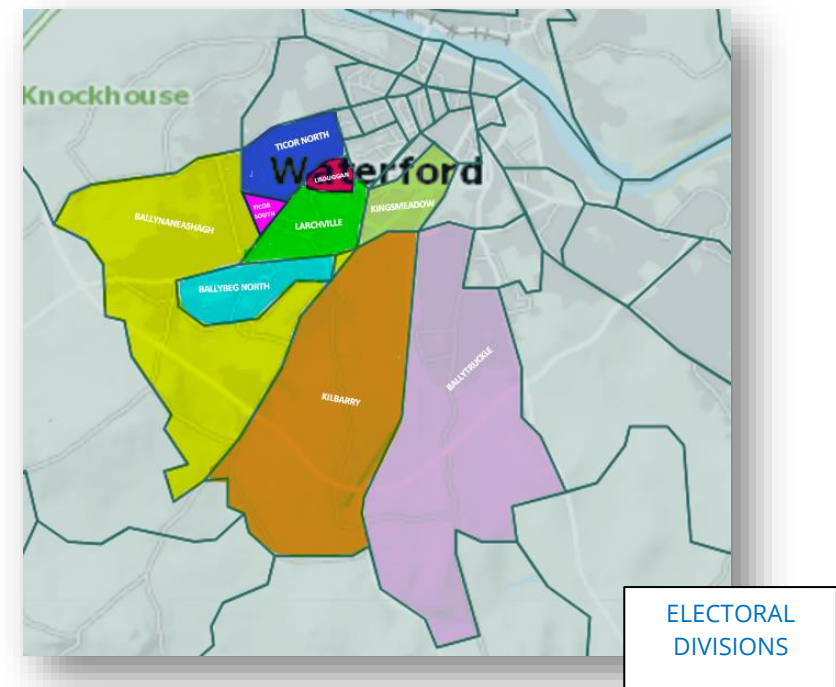 Knockhouse
TICOR NORTH
Waterford
LISDUGGAN
TICOR
SOUTH
KINGSMEADOW
BALLYNANEASHAGH
LARCHVILLE
BALLYBEG NORTH
BALLYTRUCKLE
KILBARRY
ELECTORAL
DIVISIONS